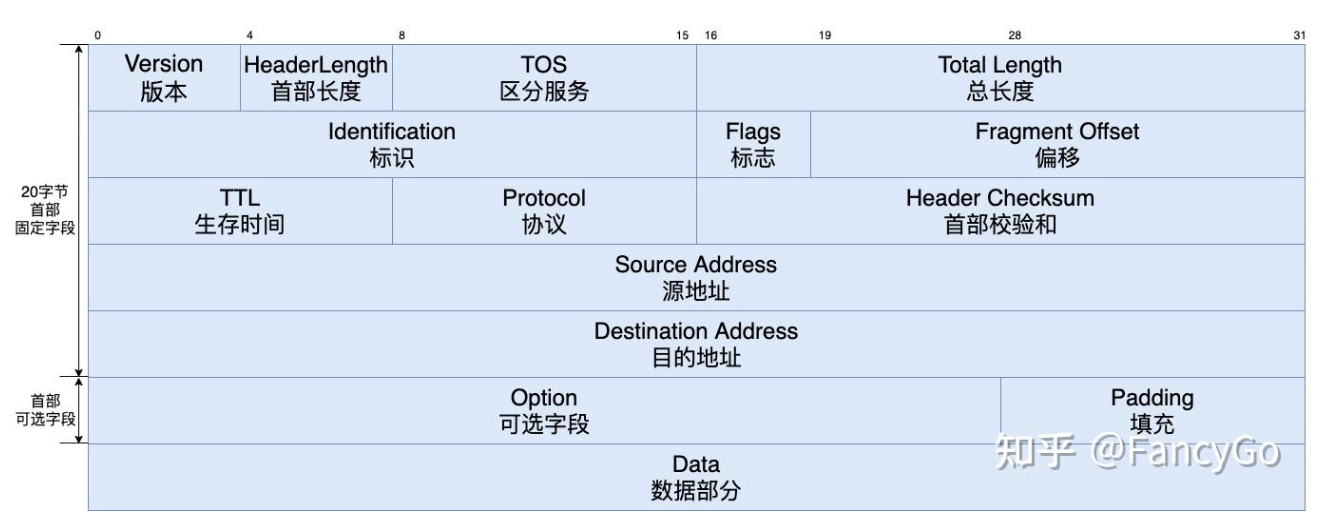 0 4 8 15 16 19 28 31
Version HeaderLength TOS Total Length
版本 首部长度 区分服务 总长度
Identification Flags Fragment Offset
标识 标志 偏移
20字节
首部
固定字段
TTL Protocol Header Checksum
生存时间 协议 首部校验和
Source Address
源地址
Destination Address
目的地址
首部
可选字段
Option Padding
可选字段 填充
知乎 @FancyGo
Data
数据部分